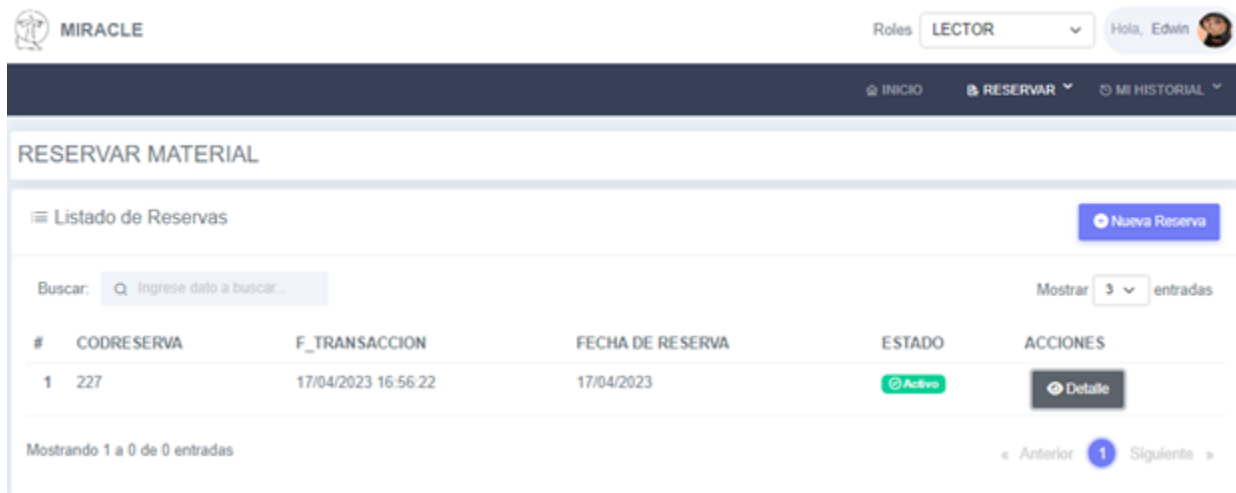 MIRACLE Roles LECTOR Hola, Edwin
INICIO RESERVAR MI HISTORIAL
RESERVAR MATERIAL
Listado de Reservas Nueva Reserva
Buscar: Ingrese dato a buscar... Mostrar 3 entradas
# CODRESERVA F_TRANSACCION FECHA DE RESERVA ESTADO ACCIONES
1 227 17/04/2023 16:56:22 17/04/2023 Activo Detalle
Mostrando 1 a 0 de 0 entradas « Anterior 1 Siguiente »